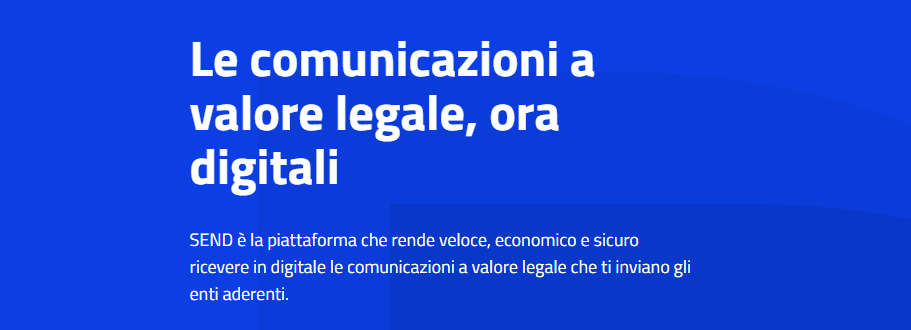 Le comunicazioni a
valore legale, ora
digitali
SEND è la piattaforma che rende veloce, economico e sicuro
ricevere in digitale le comunicazioni a valore legale che ti inviano gli
enti aderenti.